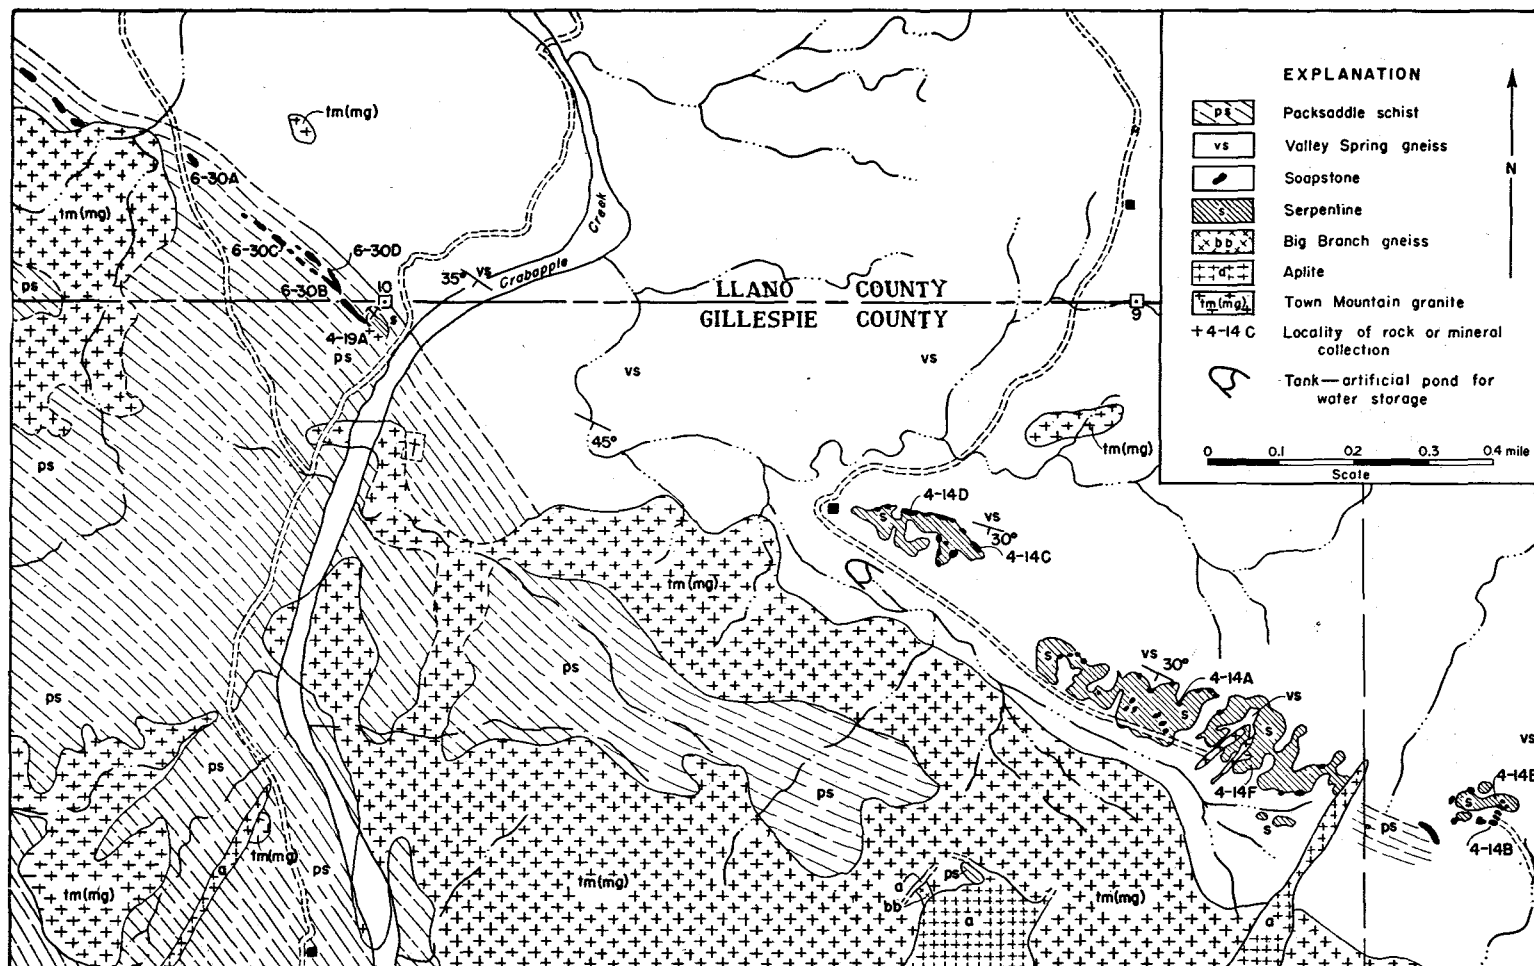 EXPLANATION
ps
Packsaddle schist
vs
Valley Spring gneiss
Soapstone
s
Serpentine
bb
Big Branch gneiss
a
Aplite
tm(mg)
Town Mountain granite
+4-14 C
Locality of rock or mineral
collection
Tank—artificial pond for
water storage
0 0.1 0.2 0.3 0.4 mile
Scale
N
tm(mg)
6-30A
tm(mg)
6-30C
6-30D
6-30B
ps
10
35°
vs
Crabapple
Creek
LLANO COUNTY
GILLESPIE COUNTY
9
4-19A
s
ps
vs
vs
45°
tm(mg)
ps
4-14D
s
vs
30°
4-14C
tm(mg)
ps
ps
s
vs
30°
4-14A
vs
s
s
4-14F
s
vs
4-14E
s
4-14B
ps
ps
ps
tm(mg)
a
ps
tm(mg)
tm(mg)
a
bb
ps
a
tm(mg)
a